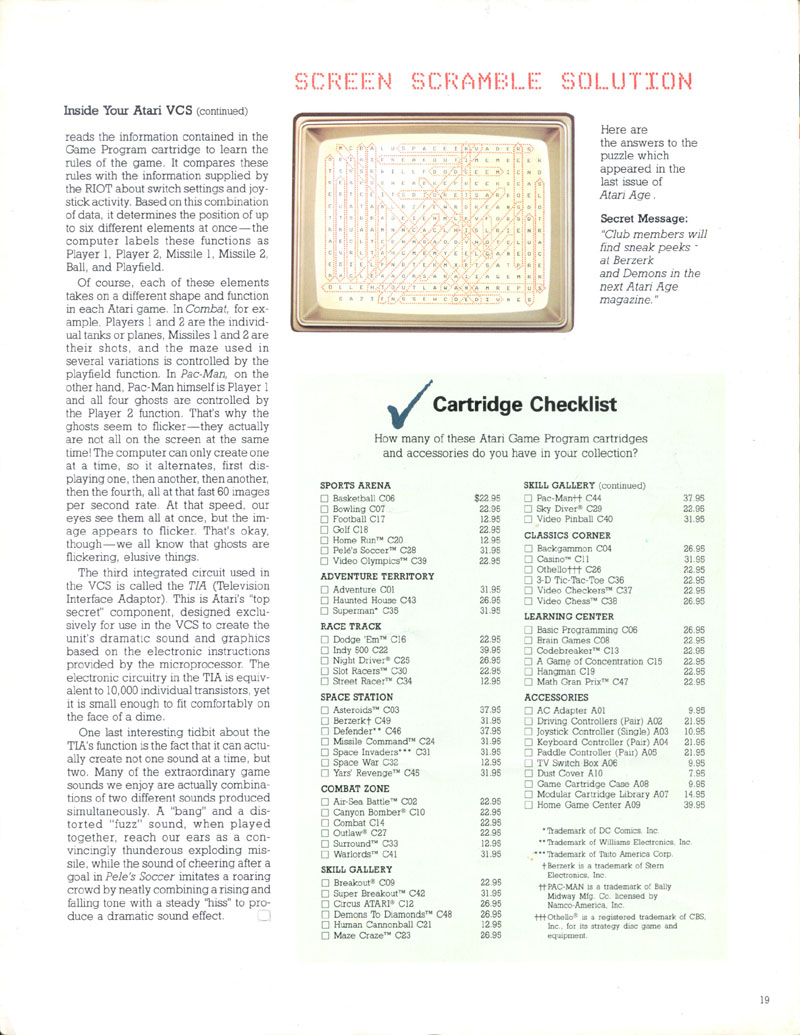 SCREEN SCRAMBLE SOLUTION
Inside Your Atari VCS (continued)
reads the information contained in the
Game Program cartridge to learn the
rules of the game. It compares these
rules with the information supplied by
the RIOT about switch settings and joy-
stick activity. Based on this combination
of data, it determines the position of up
to six different elements at once—the
computer labels these functions as
Player 1, Player 2, Missile 1, Missile 2,
Ball, and Playfield.
Of course, each of these elements
takes on a different shape and function
in each Atari game. In Combat, for ex-
ample, Players 1 and 2 are the individ-
ual tanks or planes, Missiles 1 and 2 are
their shots, and the maze used in
several variations is controlled by the
playfield function. In Pac-Man, on the
other hand, Pac-Man himself is Player 1
and all four ghosts are controlled by
the Player 2 function. That's why the
ghosts seem to flicker—they actually
are not all on the screen at the same
time! The computer can only create one
at a time, so it alternates, first dis-
playing one, then another, then another,
then the fourth, all at that fast 60 images
per second rate. At that speed, our
eyes see them all at once, but the im-
age appears to flicker. That's okay,
though—we all know that ghosts are
flickering, elusive things.
The third integrated circuit used in
the VCS is called the TIA (Television
Interface Adaptor). This is Atari's "top
secret" component, designed exclu-
sively for use in the VCS to create the
unit's dramatic sound and graphics
based on the electronic instructions
provided by the microprocessor. The
electronic circuitry in the TIA is equiv-
alent to 10,000 individual transistors, yet
it is small enough to fit comfortably on
the face of a dime.
One last interesting tidbit about the
TIA's function is the fact that it can actu-
ally create not one sound at a time, but
two. Many of the extraordinary game
sounds we enjoy are actually combina-
tions of two different sounds produced
simultaneously. A "bang" and a dis-
torted "fuzz" sound, when played
together, reach our ears as a con-
vincingly thunderous exploding mis-
sile, while the sound of cheering after a
goal in Pele's Soccer imitates a roaring
crowd by neatly combining a rising and
falling tone with a steady "hiss" to pro-
duce a dramatic sound effect.
Here are
the answers to the
puzzle which
appeared in the
last issue of
Atari Age.
Secret Message:
"Club members will
find sneak peeks -
at Berzerk
and Demons in the
next Atari Age
magazine."
Cartridge Checklist
How many of these Atari Game Program cartridges
and accessories do you have in your collection?
SPORTS ARENA
Basketball C06 $22.95
Bowling C07 22.95
Football C17 12.95
Golf C18 22.95
Home Run™ C20 12.95
Pelé's Soccer™ C28 31.95
Video Olympics™ C39 22.95
ADVENTURE TERRITORY
Adventure C01 31.95
Haunted House C43 26.95
Superman* C35 31.95
RACE TRACK
Dodge 'Em™ C16 22.95
Indy 500 C22 39.95
Night Driver® C25 26.95
Slot Racers™ C30 22.95
Street Racer™ C34 12.95
SPACE STATION
Asteroids™ C03 37.95
Berzerk† C49 31.95
Defender** C46 37.95
Missile Command™ C24 31.95
Space Invaders*** C31 31.95
Space War C32 12.95
Yars' Revenge™ C45 31.95
COMBAT ZONE
Air-Sea Battle™ C02 22.95
Canyon Bomber® C10 22.95
Combat C14 22.95
Outlaw® C27 22.95
Surround™ C33 12.95
Warlords™ C41 31.95
SKILL GALLERY
Breakout® C09 22.95
Super Breakout™ C42 31.95
Circus ATARI® C12 26.95
Demons To Diamonds™ C48 26.95
Human Cannonball C21 12.95
Maze Craze™ C23 26.95
SKILL GALLERY (continued)
Pac-Man†† C44 37.95
Sky Diver® C29 22.95
Video Pinball C40 31.95
CLASSICS CORNER
Backgammon C04 26.95
Casino™ C11 31.95
Othello††† C26 22.95
3-D Tic-Tac-Toe C36 22.95
Video Checkers™ C37 22.95
Video Chess™ C38 26.95
LEARNING CENTER
Basic Programming C06 26.95
Brain Games C08 22.95
Codebreaker™ C13 22.95
A Game of Concentration C15 22.95
Hangman C19 22.95
Math Gran Prix™ C47 22.95
ACCESSORIES
AC Adapter A01 9.95
Driving Controllers (Pair) A02 21.95
Joystick Controller (Single) A03 10.95
Keyboard Controller (Pair) A04 21.95
Paddle Controller (Pair) A05 21.95
TV Switch Box A06 9.95
Dust Cover A10 7.95
Game Cartridge Case A08 9.95
Modular Cartridge Library A07 14.95
Home Game Center A09 39.95
*Trademark of DC Comics, Inc.
**Trademark of Williams Electronics, Inc.
***Trademark of Taito America Corp.
†Berzerk is a trademark of Stern
Electronics, Inc.
††PAC-MAN is a trademark of Bally
Midway Mfg. Co. licensed by
Namco-America, Inc.
†††Othello® is a registered trademark of CBS,
Inc., for its strategy disc game and
equipment.
19